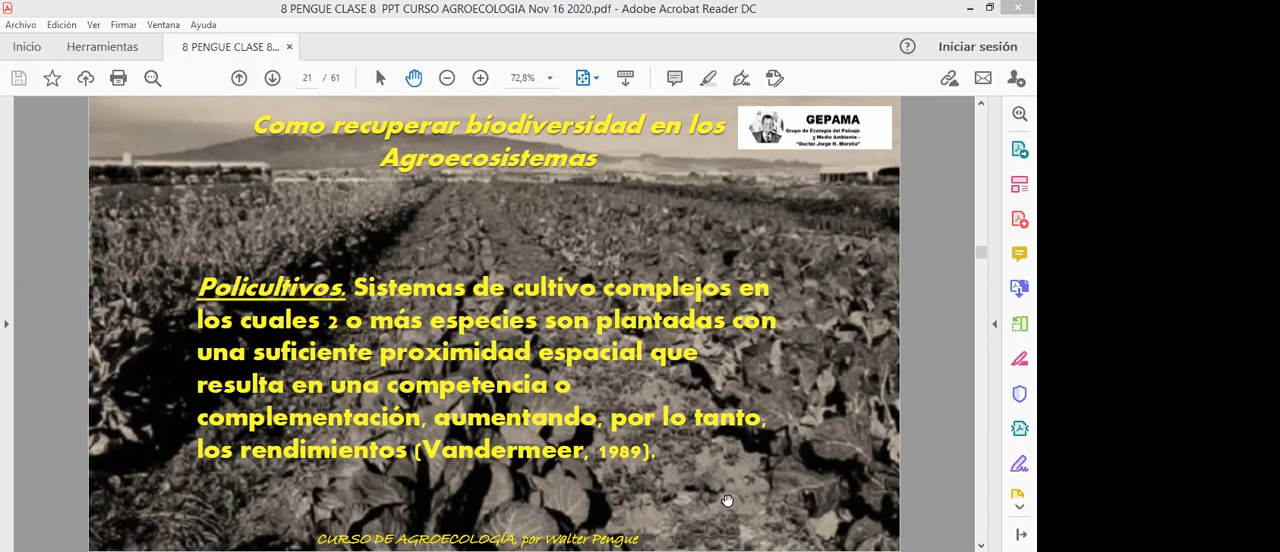 8 PENGUE CLASE 8 PPT CURSO AGROECOLOGIA Nov 16 2020.pdf - Adobe Acrobat Reader DC
Archivo Edición Ver Firmar Ventana Ayuda
Inicio Herramientas 8 PENGUE CLASE 8... × Iniciar sesión
21 / 61 72,8%
Como recuperar biodiversidad en los
Agroecosistemas
GEPAMA
Grupo de Ecología del Paisaje
y Medio Ambiente -
"Doctor Jorge H. Morello"
Policultivos. Sistemas de cultivo complejos en
los cuales 2 o más especies son plantadas con
una suficiente proximidad espacial que
resulta en una competencia o
complementación, aumentando, por lo tanto,
los rendimientos (Vandermeer, 1989).
CURSO DE AGROECOLOGÍA, por Walter Pengue